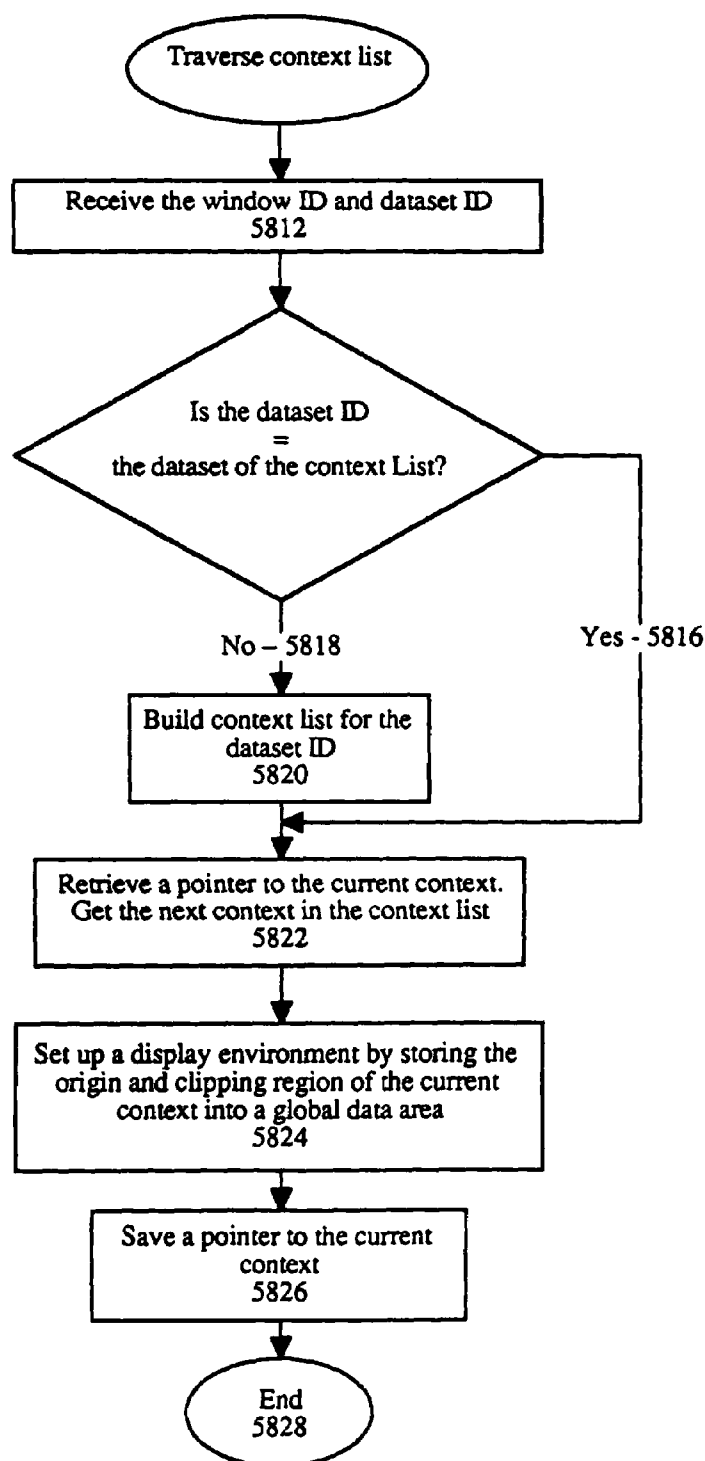 Traverse context list
Receive the window ID and dataset ID
5812
Is the dataset ID
=
the dataset of the context List?
No – 5818
Yes - 5816
Build context list for the
dataset ID
5820
Retrieve a pointer to the current context.
Get the next context in the context list
5822
Set up a display environment by storing the
origin and clipping region of the current
context into a global data area
5824
Save a pointer to the current
context
5826
End
5828